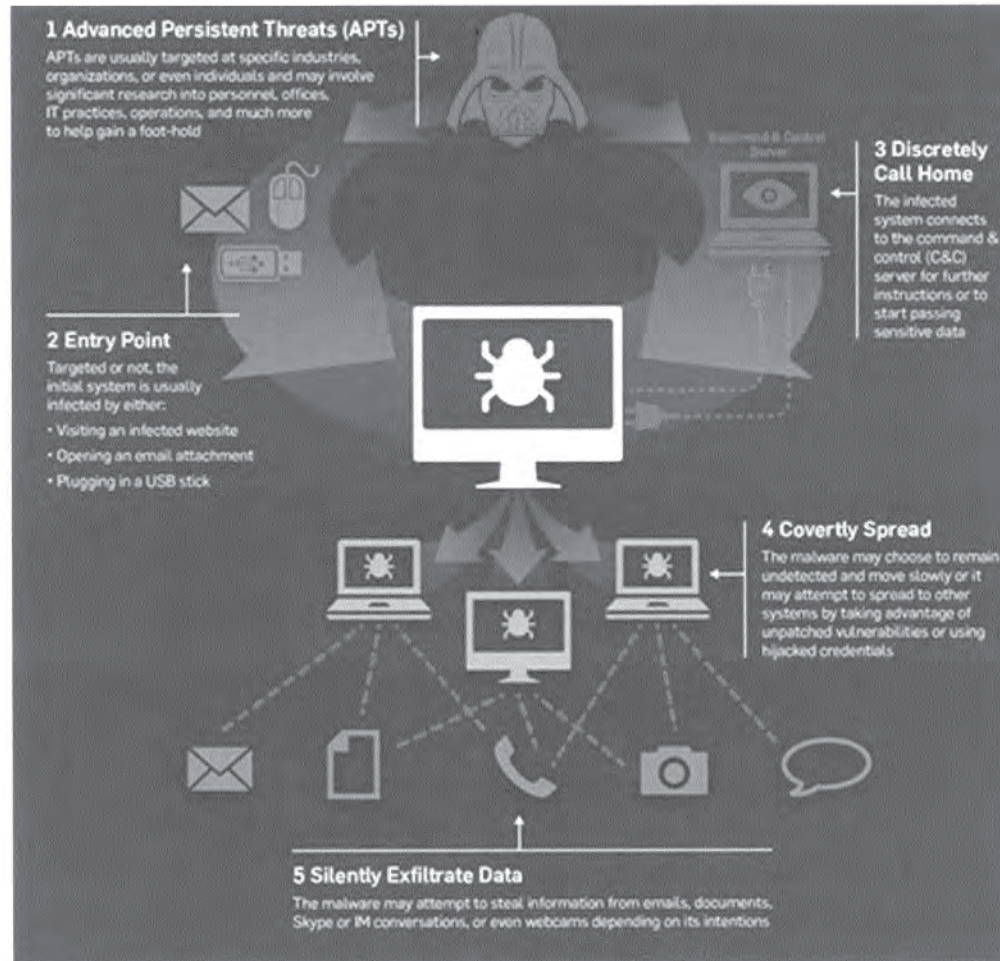 1 Advanced Persistent Threats (APTs)
APTs are usually targeted at specific industries,
organizations, or even individuals and may involve
significant research into personnel, offices,
IT practices, operations, and much more
to help gain a foot-hold
Command & Control
Server
3 Discretely
Call Home
The infected
system connects
to the command &
control (C&C)
server for further
instructions or to
start passing
sensitive data
2 Entry Point
Targeted or not, the
initial system is usually
infected by either:
• Visiting an infected website
• Opening an email attachment
• Plugging in a USB stick
4 Covertly Spread
The malware may choose to remain
undetected and move slowly or it
may attempt to spread to other
systems by taking advantage of
unpatched vulnerabilities or using
hijacked credentials
5 Silently Exfiltrate Data
The malware may attempt to steal information from emails, documents,
Skype or IM conversations, or even webcams depending on its intentions